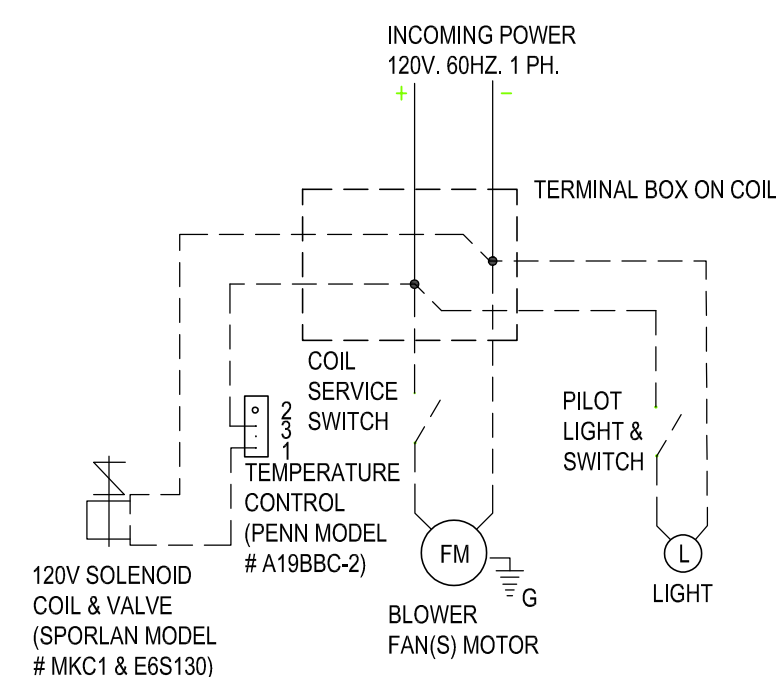 INCOMING POWER
120V. 60HZ. 1 PH.
+ −
TERMINAL BOX ON COIL
COIL
SERVICE
SWITCH
2
3
1
PILOT
LIGHT &
SWITCH
TEMPERATURE
CONTROL
(PENN MODEL
# A19BBC-2)
FM
G
L
LIGHT
120V SOLENOID
COIL & VALVE
(SPORLAN MODEL
# MKC1 & E6S130)
BLOWER
FAN(S) MOTOR